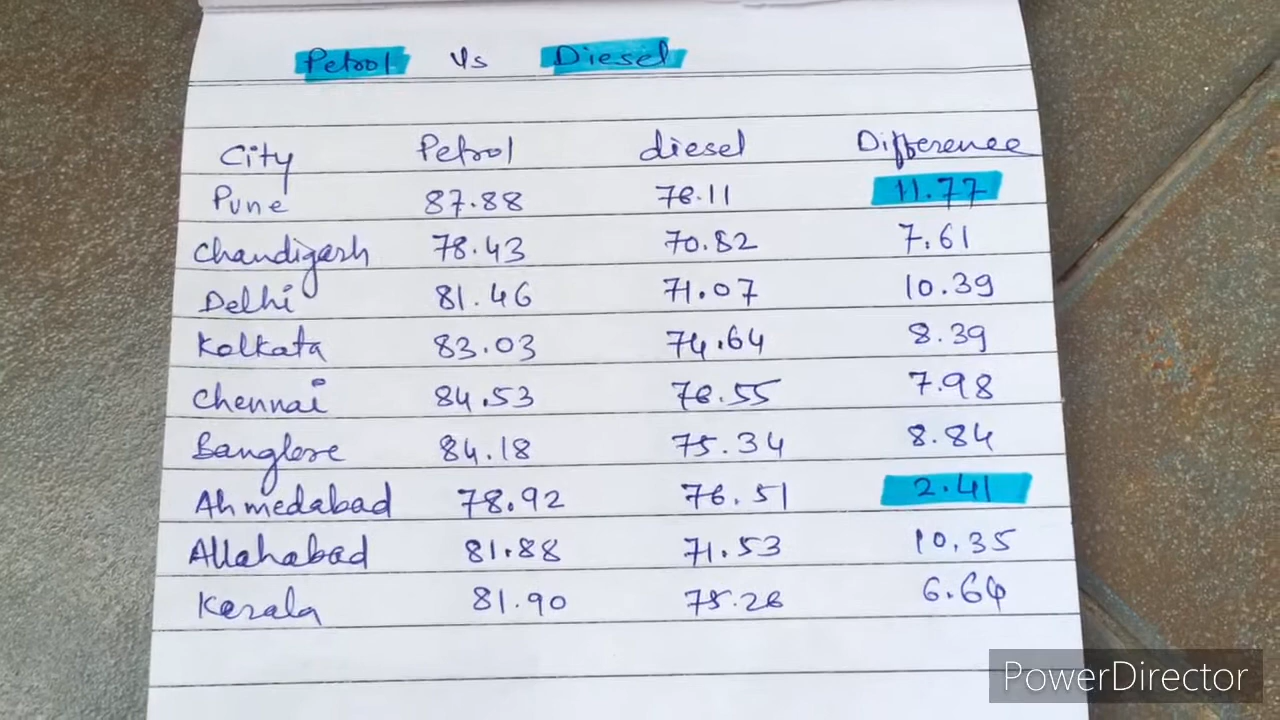 Petrol Vs Diesel
City Petrol diesel Difference
Pune 87.88 76.11 11.77
Chandigarh 78.43 70.82 7.61
Delhi 81.46 71.07 10.39
Kolkata 83.03 74.64 8.39
Chennai 84.53 76.55 7.98
Banglore 84.18 75.34 8.84
Ahmedabad 78.92 76.51 2.41
Allahabad 81.88 71.53 10.35
Kerala 81.90 75.26 6.64
PowerDirector